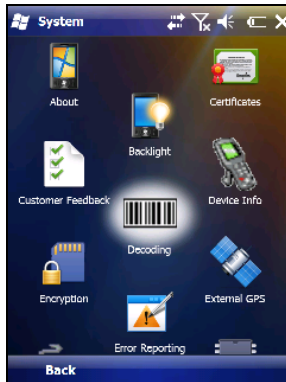 System
About
Certificates
Backlight
Customer Feedback
Device Info
Decoding
Encryption
External GPS
Error Reporting
Back